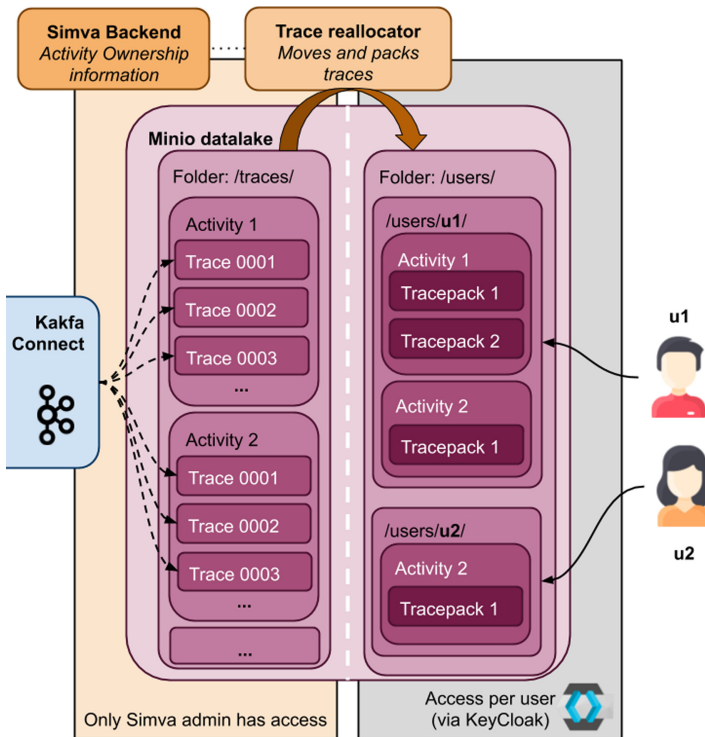 Simva Backend
Activity Ownership
information
Trace reallocator
Moves and packs
traces
Minio datalake
Folder: /traces/
Activity 1
Trace 0001
Trace 0002
Trace 0003
...
Activity 2
Trace 0001
Trace 0002
Trace 0003
...
...
Kakfa
Connect
Folder: /users/
/users/u1/
Activity 1
Tracepack 1
Tracepack 2
Activity 2
Tracepack 1
/users/u2/
Activity 2
Tracepack 1
u1
u2
Only Simva admin has access
Access per user
(via KeyCloak)